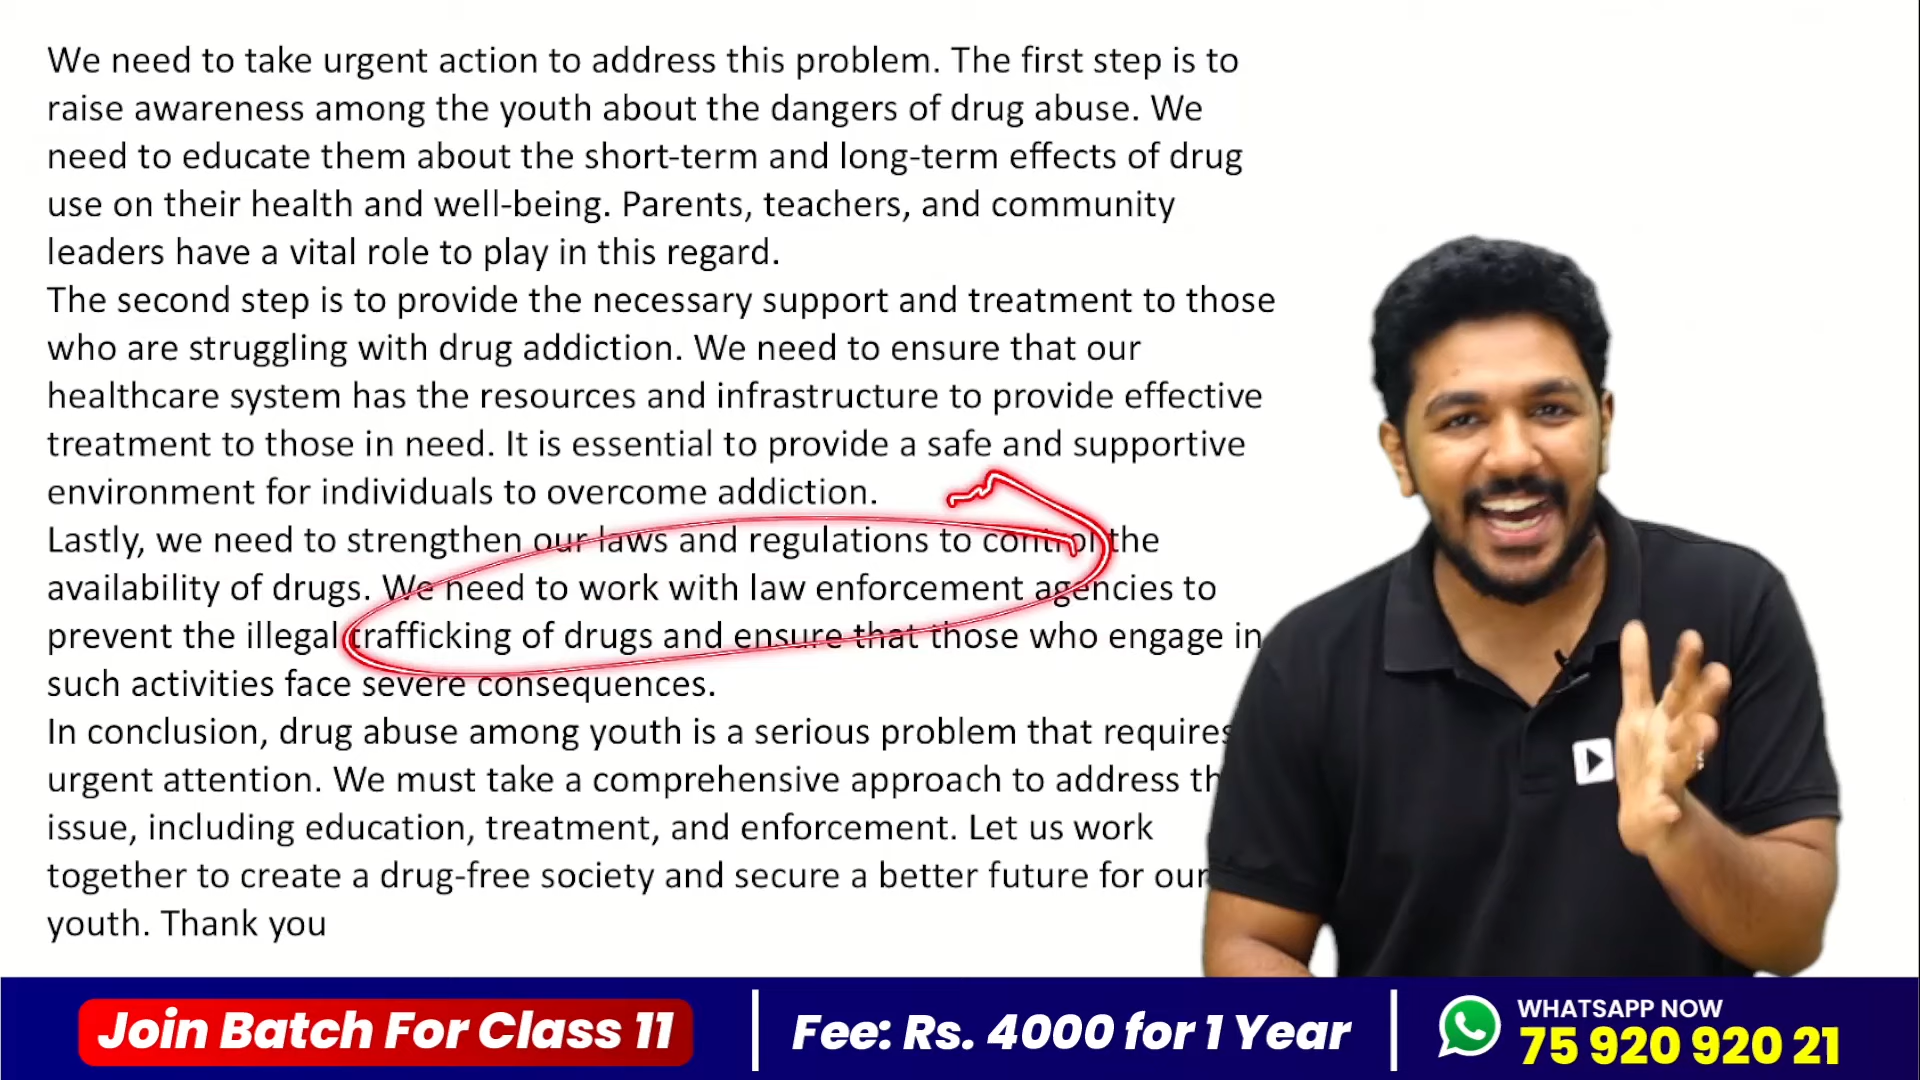 We need to take urgent action to address this problem. The first step is to
raise awareness among the youth about the dangers of drug abuse. We
need to educate them about the short-term and long-term effects of drug
use on their health and well-being. Parents, teachers, and community
leaders have a vital role to play in this regard.
The second step is to provide the necessary support and treatment to those
who are struggling with drug addiction. We need to ensure that our
healthcare system has the resources and infrastructure to provide effective
treatment to those in need. It is essential to provide a safe and supportive
environment for individuals to overcome addiction.
Lastly, we need to strengthen our laws and regulations to control the
availability of drugs. We need to work with law enforcement agencies to
prevent the illegal trafficking of drugs and ensure that those who engage in
such activities face severe consequences.
In conclusion, drug abuse among youth is a serious problem that requires
urgent attention. We must take a comprehensive approach to address
issue, including education, treatment, and enforcement. Let us work
together to create a drug-free society and secure a better future for our
youth. Thank you
Join Batch For Class 11
Fee: Rs. 4000 for 1 Year
WHATSAPP NOW
75 920 920 21